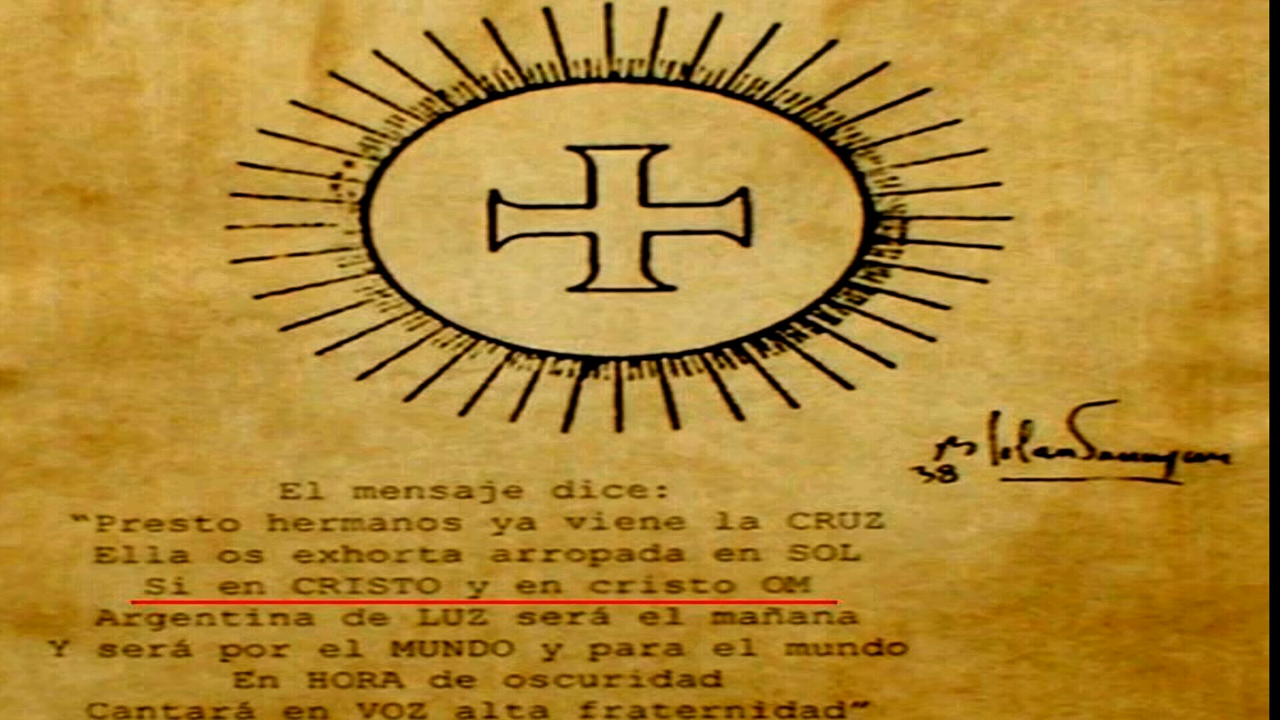 38
El mensaje dice:
“Presto hermanos ya viene la CRUZ
Ella os exhorta arropada en SOL
Si en CRISTO y en cristo OM
Argentina de LUZ será el mañana
Y será por el MUNDO y para el mundo
En HORA de oscuridad
Cantará en VOZ alta fraternidad”